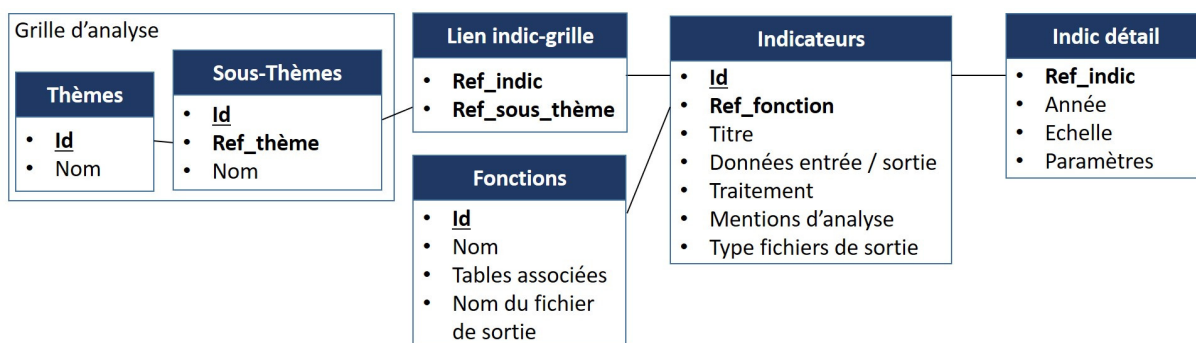 Grille d'analyse
Thèmes
• Id
• Nom
Sous-Thèmes
• Id
• Ref_thème
• Nom
Lien indic-grille
• Ref_indic
• Ref_sous_thème
Fonctions
• Id
• Nom
• Tables associées
• Nom du fichier
de sortie
Indicateurs
• Id
• Ref_fonction
• Titre
• Données entrée / sortie
• Traitement
• Mentions d'analyse
• Type fichiers de sortie
Indic détail
• Ref_indic
• Année
• Echelle
• Paramètres